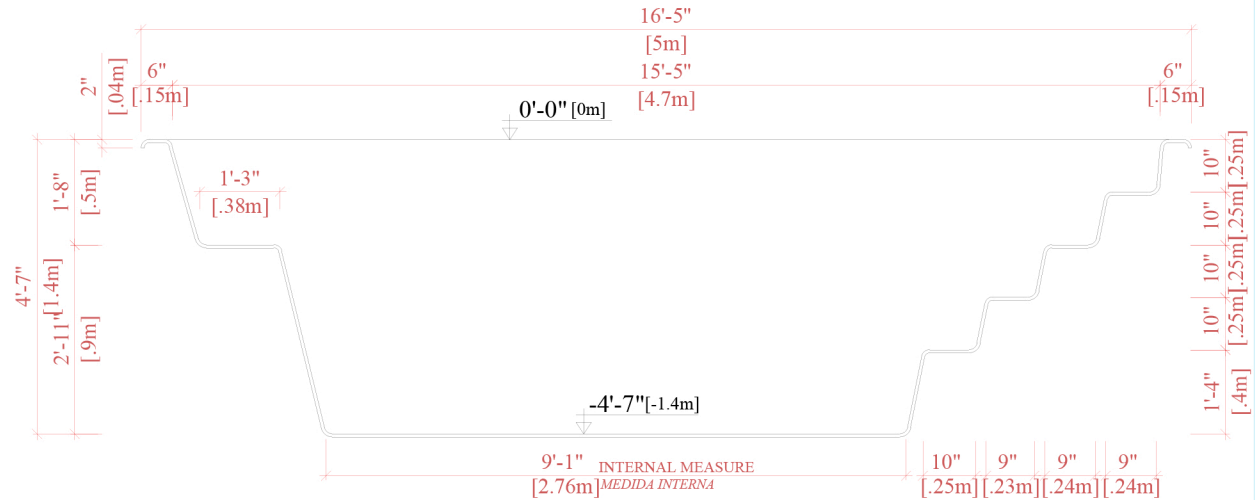 16'-5"
[5m]
2"
[.04m]
6"
[.15m]
15'-5"
[4.7m]
6"
[.15m]
0'-0" [0m]
4'-7"
[1.4m]
1'-8"
[.5m]
2'-11"
[.9m]
1'-3"
[.38m]
10"
[.25m]
10"
[.25m]
10"
[.25m]
10"
[.25m]
1'-4"
[.4m]
-4'-7" [-1.4m]
9'-1" INTERNAL MEASURE
[2.76m] MEDIDA INTERNA
10"
[.25m]
9"
[.23m]
9"
[.24m]
9"
[.24m]